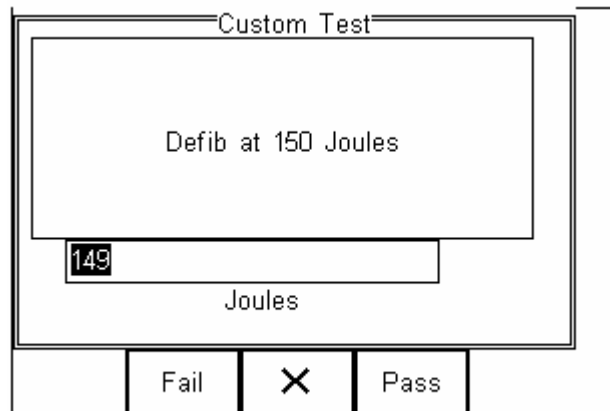 Custom Test
Defib at 150 Joules
149
Joules
Fail
Pass